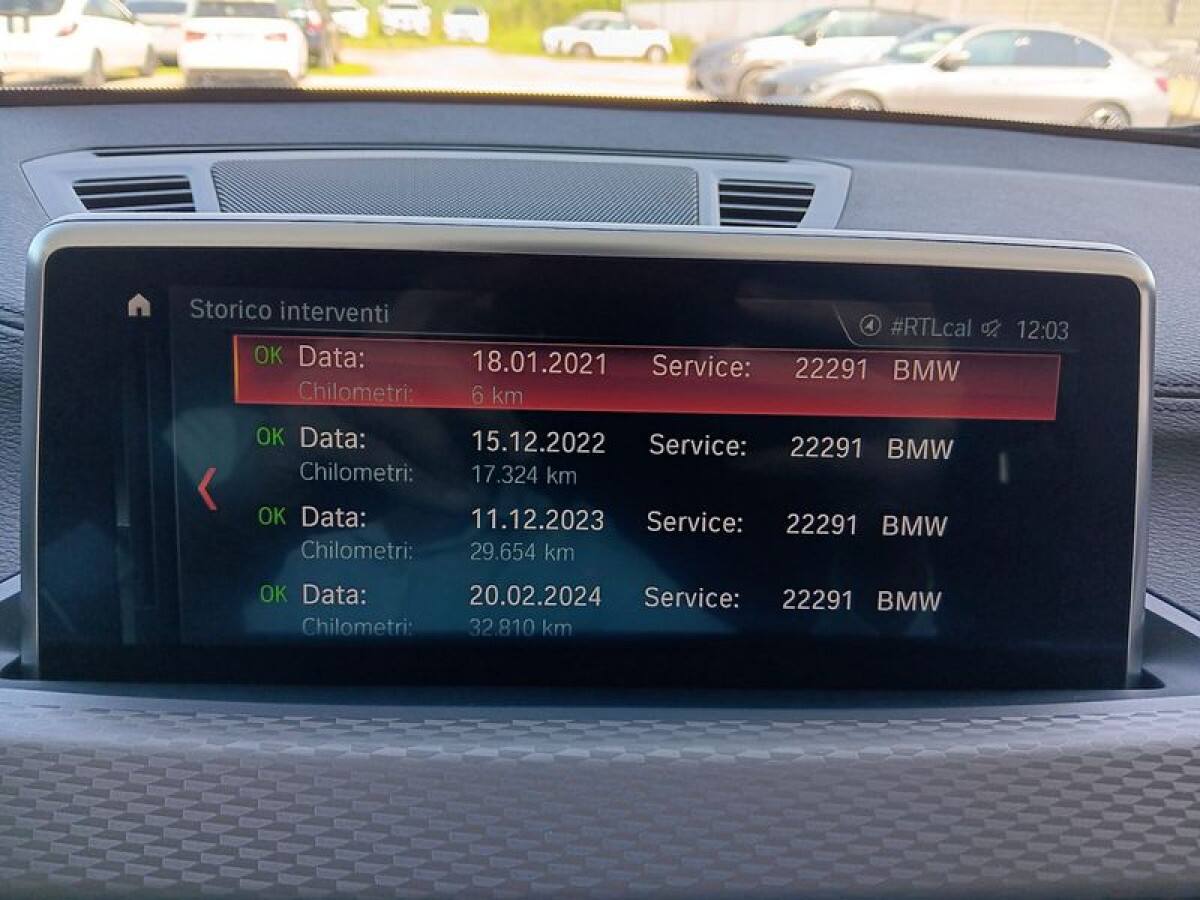 Storico interventi
#RTLcal 12:03
OK Data: 18.01.2021 Service: 22291 BMW
Chilometri: 6 km
OK Data: 15.12.2022 Service: 22291 BMW
Chilometri: 17.324 km
OK Data: 11.12.2023 Service: 22291 BMW
Chilometri: 29.654 km
OK Data: 20.02.2024 Service: 22291 BMW
Chilometri: 32.810 km